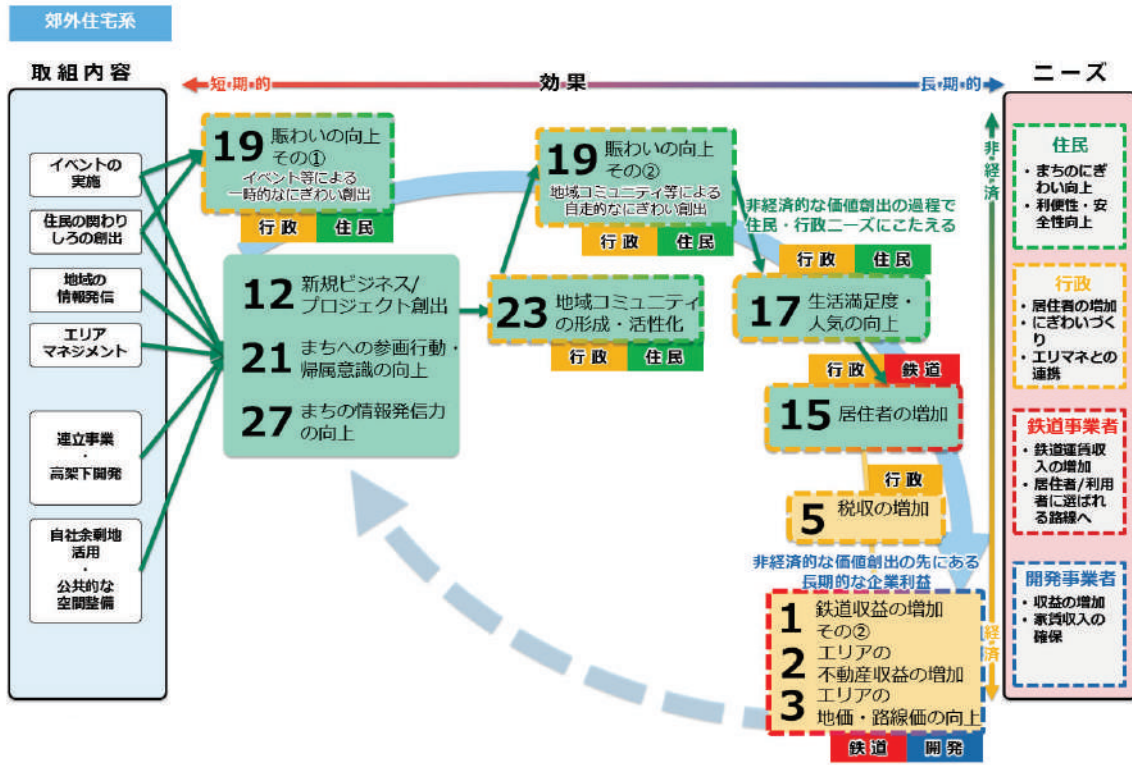 郊外住宅系
取組内容
短期的
効果
長期的
ニーズ
イベントの
実施
住民の関わり
しろの創出
地域の
情報発信
エリア
マネジメント
連立事業
・
高架下開発
自社余剰地
活用
・
公共的な
空間整備
19 賑わいの向上
その①
イベント等による
一時的なにぎわい創出
行政 住民
12 新規ビジネス/
プロジェクト創出
21 まちへの参画行動・
帰属意識の向上
27 まちの情報発信力
の向上
19 賑わいの向上
その②
地域コミュニティ等による
自走的なにぎわい創出
行政 住民
23 地域コミュニティ
の形成・活性化
行政 住民
非経済的な価値創出の過程で
住民・行政ニーズにこたえる
行政 住民
17 生活満足度・
人気の向上
行政 鉄道
15 居住者の増加
行政
5 税収の増加
非経済的な価値創出の先にある
長期的な企業利益
1 鉄道収益の増加
その②
2 エリアの
不動産収益の増加
3 エリアの
地価・路線価の向上
鉄道 開発
非経済
経済
住民
・ まちのにぎ
わい向上
・ 利便性・安
全性向上
行政
・ 居住者の増加
・ にぎわいづく
り
・ エリマネとの
連携
鉄道事業者
・ 鉄道運賃収
入の増加
・ 居住者/利用
者に選ばれ
る路線へ
開発事業者
・ 収益の増加
・ 家賃収入の
確保